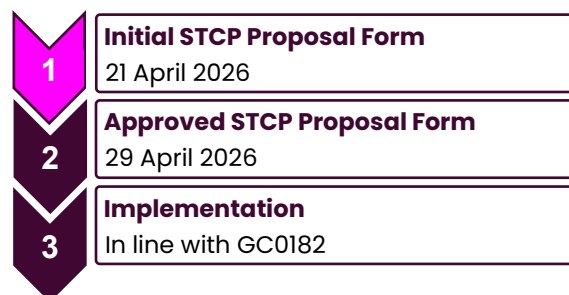 1
Initial STCP Proposal Form
21 April 2026
2
Approved STCP Proposal Form
29 April 2026
3
Implementation
In line with GC0182